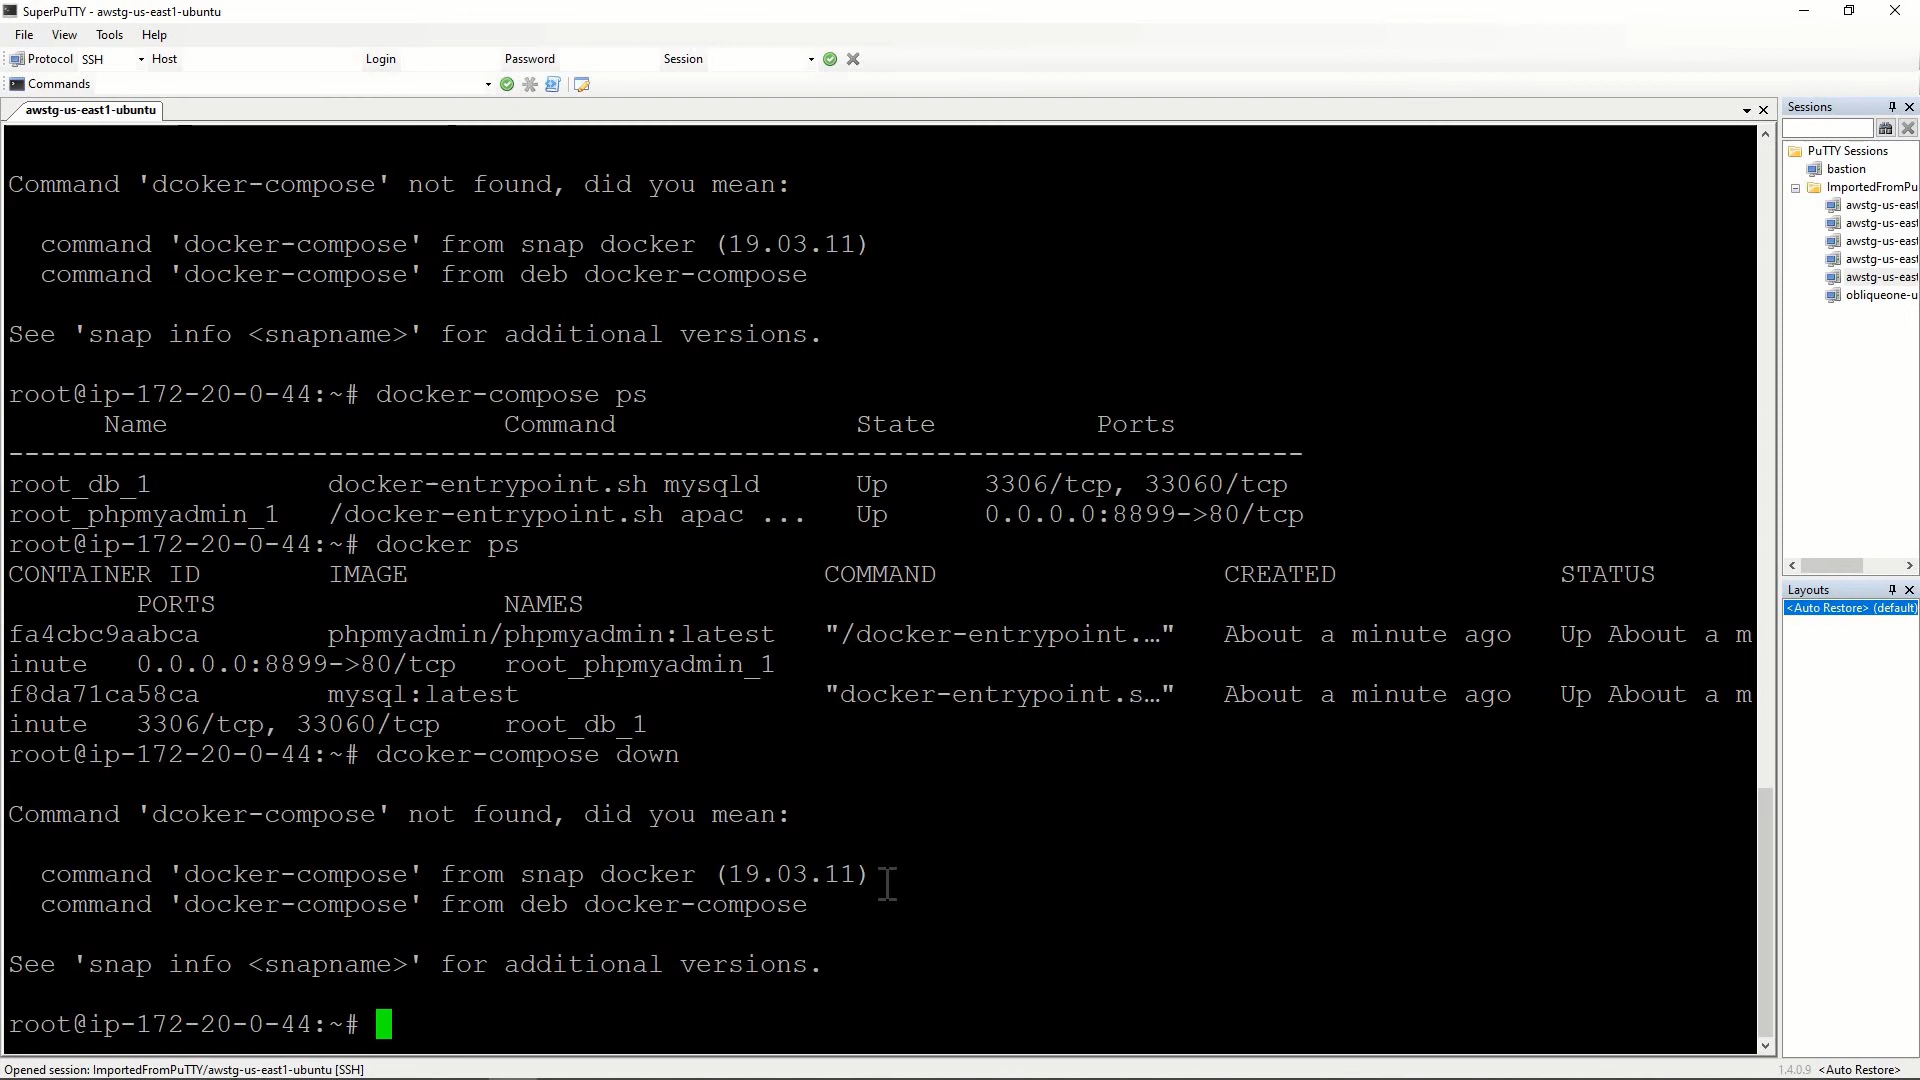 SuperPuTTY - awstg-us-east1-ubuntu
File View Tools Help
Protocol SSH Host Login Password Session
Commands
awstg-us-east1-ubuntu
Command 'dcoker-compose' not found, did you mean:
command 'docker-compose' from snap docker (19.03.11)
command 'docker-compose' from deb docker-compose
See 'snap info <snapname>' for additional versions.
root@ip-172-20-0-44:~# docker-compose ps
Name Command State Ports
---------------------------------------------------------------------------------
root_db_1 docker-entrypoint.sh mysqld Up 3306/tcp, 33060/tcp
root_phpmyadmin_1 /docker-entrypoint.sh apac ... Up 0.0.0.0:8899->80/tcp
root@ip-172-20-0-44:~# docker ps
CONTAINER ID IMAGE COMMAND CREATED STATUS
PORTS NAMES
fa4cbc9aabca phpmyadmin/phpmyadmin:latest "/docker-entrypoint.…" About a minute ago Up About a m
inute 0.0.0.0:8899->80/tcp root_phpmyadmin_1
f8da71ca58ca mysql:latest "docker-entrypoint.s…" About a minute ago Up About a m
inute 3306/tcp, 33060/tcp root_db_1
root@ip-172-20-0-44:~# dcoker-compose down
Command 'dcoker-compose' not found, did you mean:
command 'docker-compose' from snap docker (19.03.11)
command 'docker-compose' from deb docker-compose
See 'snap info <snapname>' for additional versions.
root@ip-172-20-0-44:~#
Sessions
PuTTY Sessions
bastion
ImportedFromPu
awstg-us-east
awstg-us-east
awstg-us-east
awstg-us-east
awstg-us-east
obliqueone-u
Layouts
<Auto Restore> (default)
Opened session: ImportedFromPuTTY/awstg-us-east1-ubuntu [SSH]
1.4.0.9 <Auto Restore>